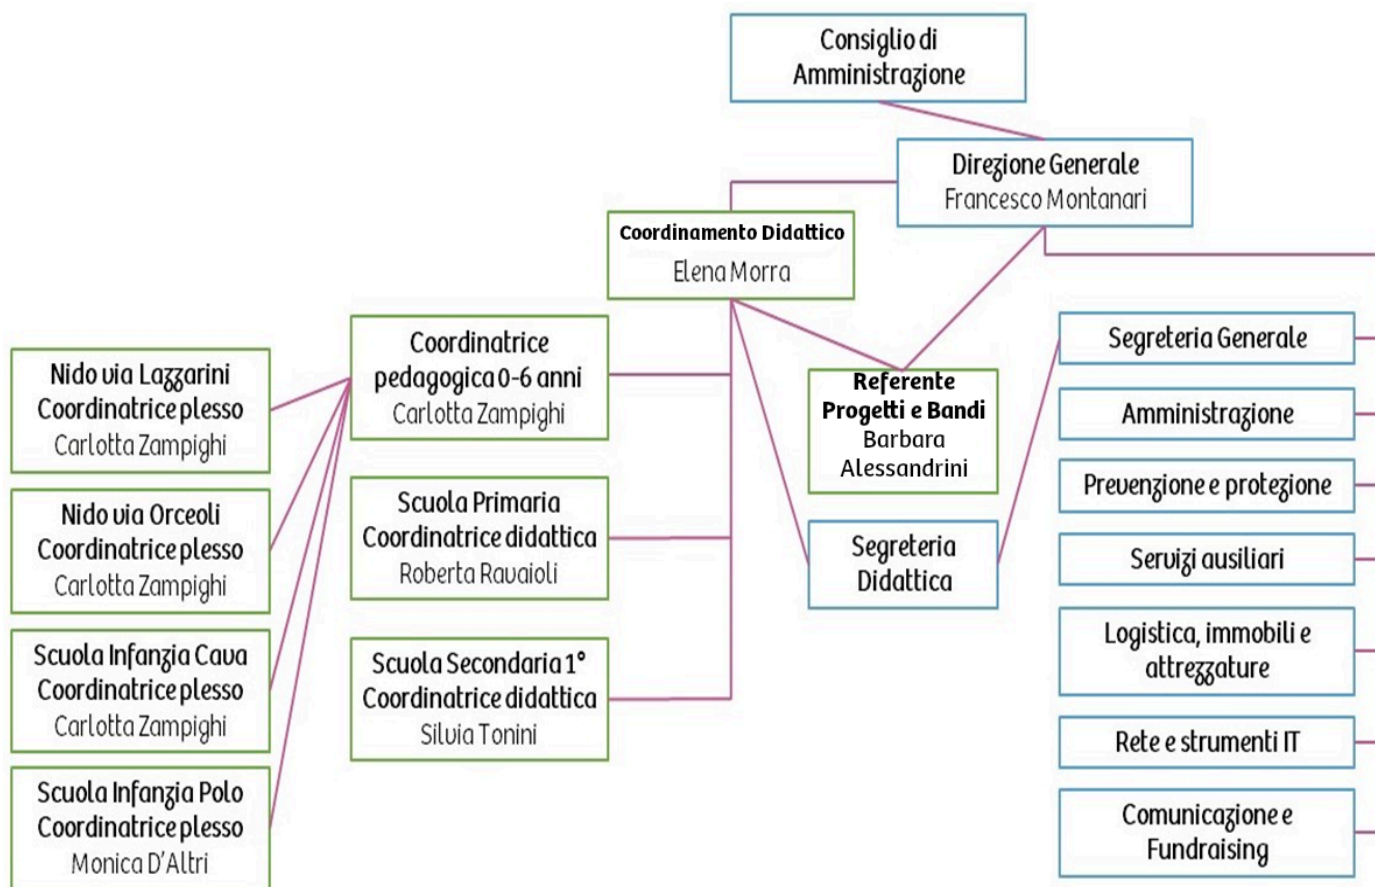 Consiglio di
Amministrazione
Direzione Generale
Francesco Montanari
Coordinamento Didattico
Elena Morra
Coordinatrice
pedagogica 0-6 anni
Carlotta Zampighi
Scuola Primaria
Coordinatrice didattica
Roberta Ravaioli
Scuola Secondaria 1°
Coordinatrice didattica
Silvia Tonini
Nido via Lazzarini
Coordinatrice plesso
Carlotta Zampighi
Nido via Orceoli
Coordinatrice plesso
Carlotta Zampighi
Scuola Infanzia Cava
Coordinatrice plesso
Carlotta Zampighi
Scuola Infanzia Polo
Coordinatrice plesso
Monica D'Altri
Referente
Progetti e Bandi
Barbara
Alessandrini
Segreteria
Didattica
Segreteria Generale
Amministrazione
Prevenzione e protezione
Servizi ausiliari
Logistica, immobili e
attrezzature
Rete e strumenti IT
Comunicazione e
Fundraising